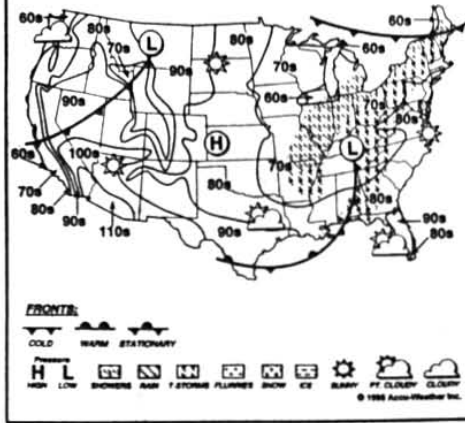 60s
80s
70s
L
90s
80s
70s
60s
60s
60s
90s
H
70s
80s
70s
L
60s
100s
80s
80s
70s
80s
90s
110s
90s
90s
80s
FRONTS:
COLD WARM STATIONARY
Pressure
H L
HIGH LOW SHOWERS RAIN T-STORMS FLURRIES SNOW ICE SUNNY PT. CLOUDY CLOUDY
Accu-Weather Inc.